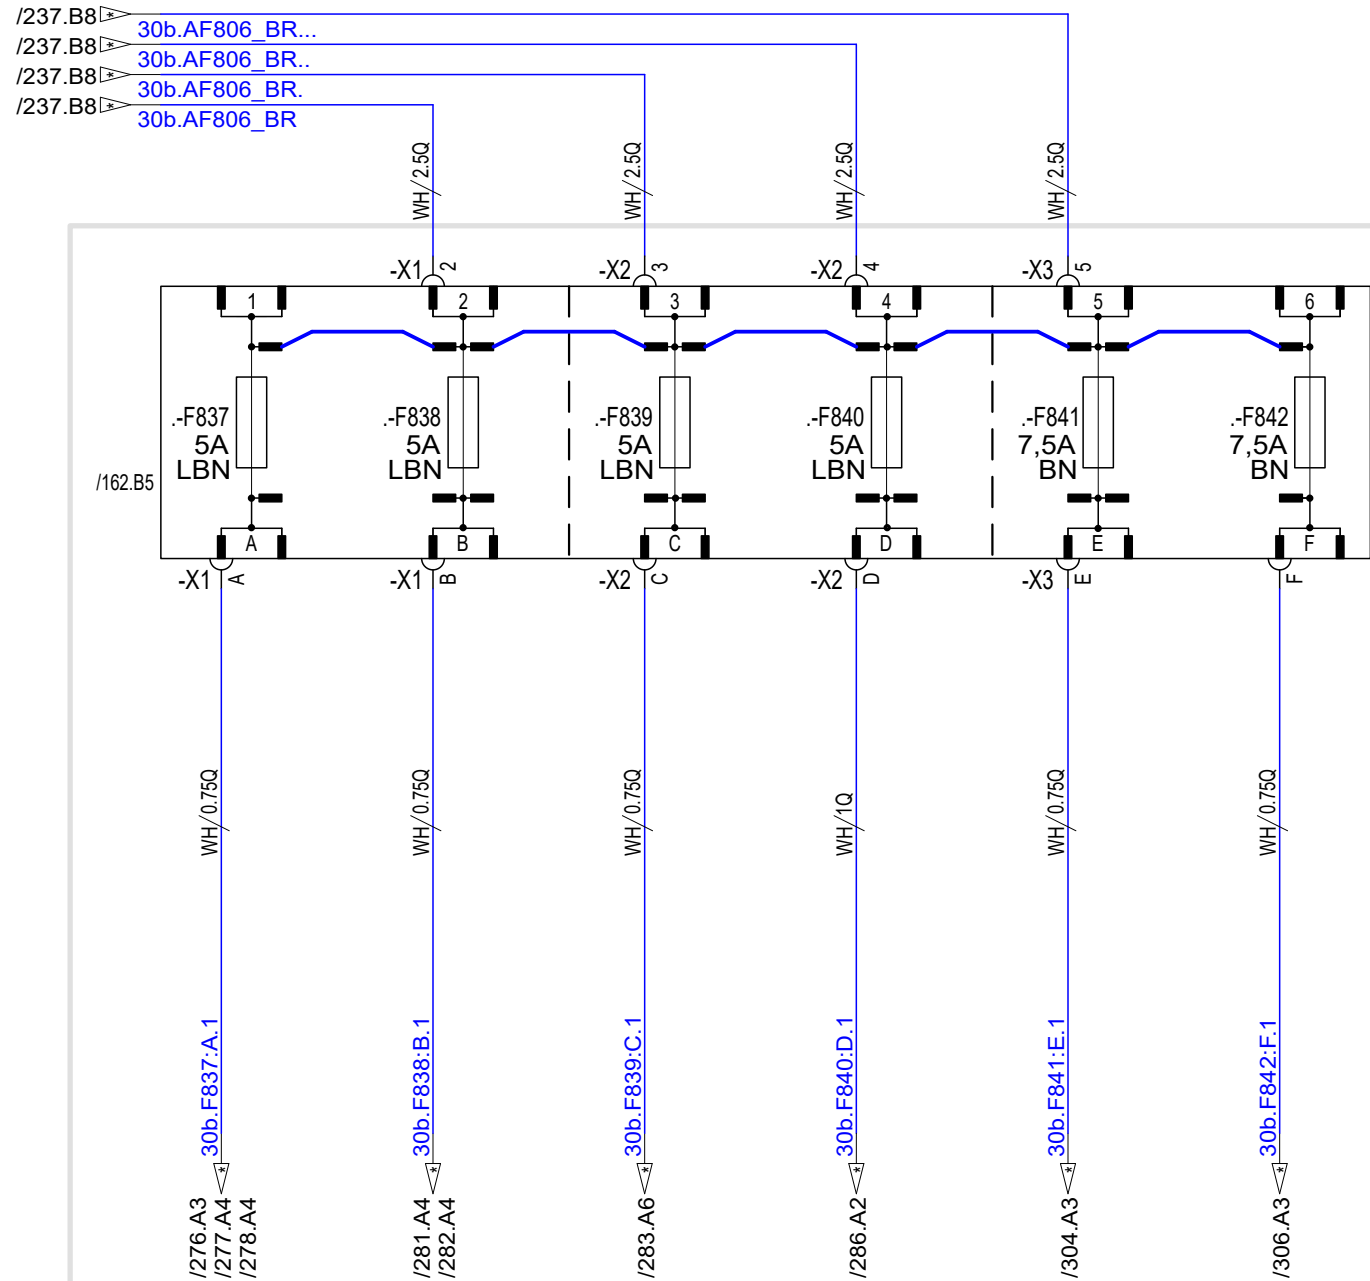 /237.B8
30b.AF806_BR...
/237.B8
30b.AF806_BR..
/237.B8
30b.AF806_BR.
/237.B8
30b.AF806_BR
WH/2.5Q
WH/2.5Q
WH/2.5Q
WH/2.5Q
-X1 2
-X2 3
-X2 4
-X3 5
1
2
3
4
5
6
.-F837
5A
LBN
.-F838
5A
LBN
.-F839
5A
LBN
.-F840
5A
LBN
.-F841
7,5A
BN
.-F842
7,5A
BN
/162.B5
A
B
C
D
E
F
-X1 A
-X1 B
-X2 C
-X2 D
-X3 E
F
WH/0.75Q
WH/0.75Q
WH/0.75Q
WH/1Q
WH/0.75Q
WH/0.75Q
30b.F837:A.1
30b.F838:B.1
30b.F839:C.1
30b.F840:D.1
30b.F841:E.1
30b.F842:F.1
/276.A3
/277.A4
/278.A4
/281.A4
/282.A4
/283.A6
/286.A2
/304.A3
/306.A3